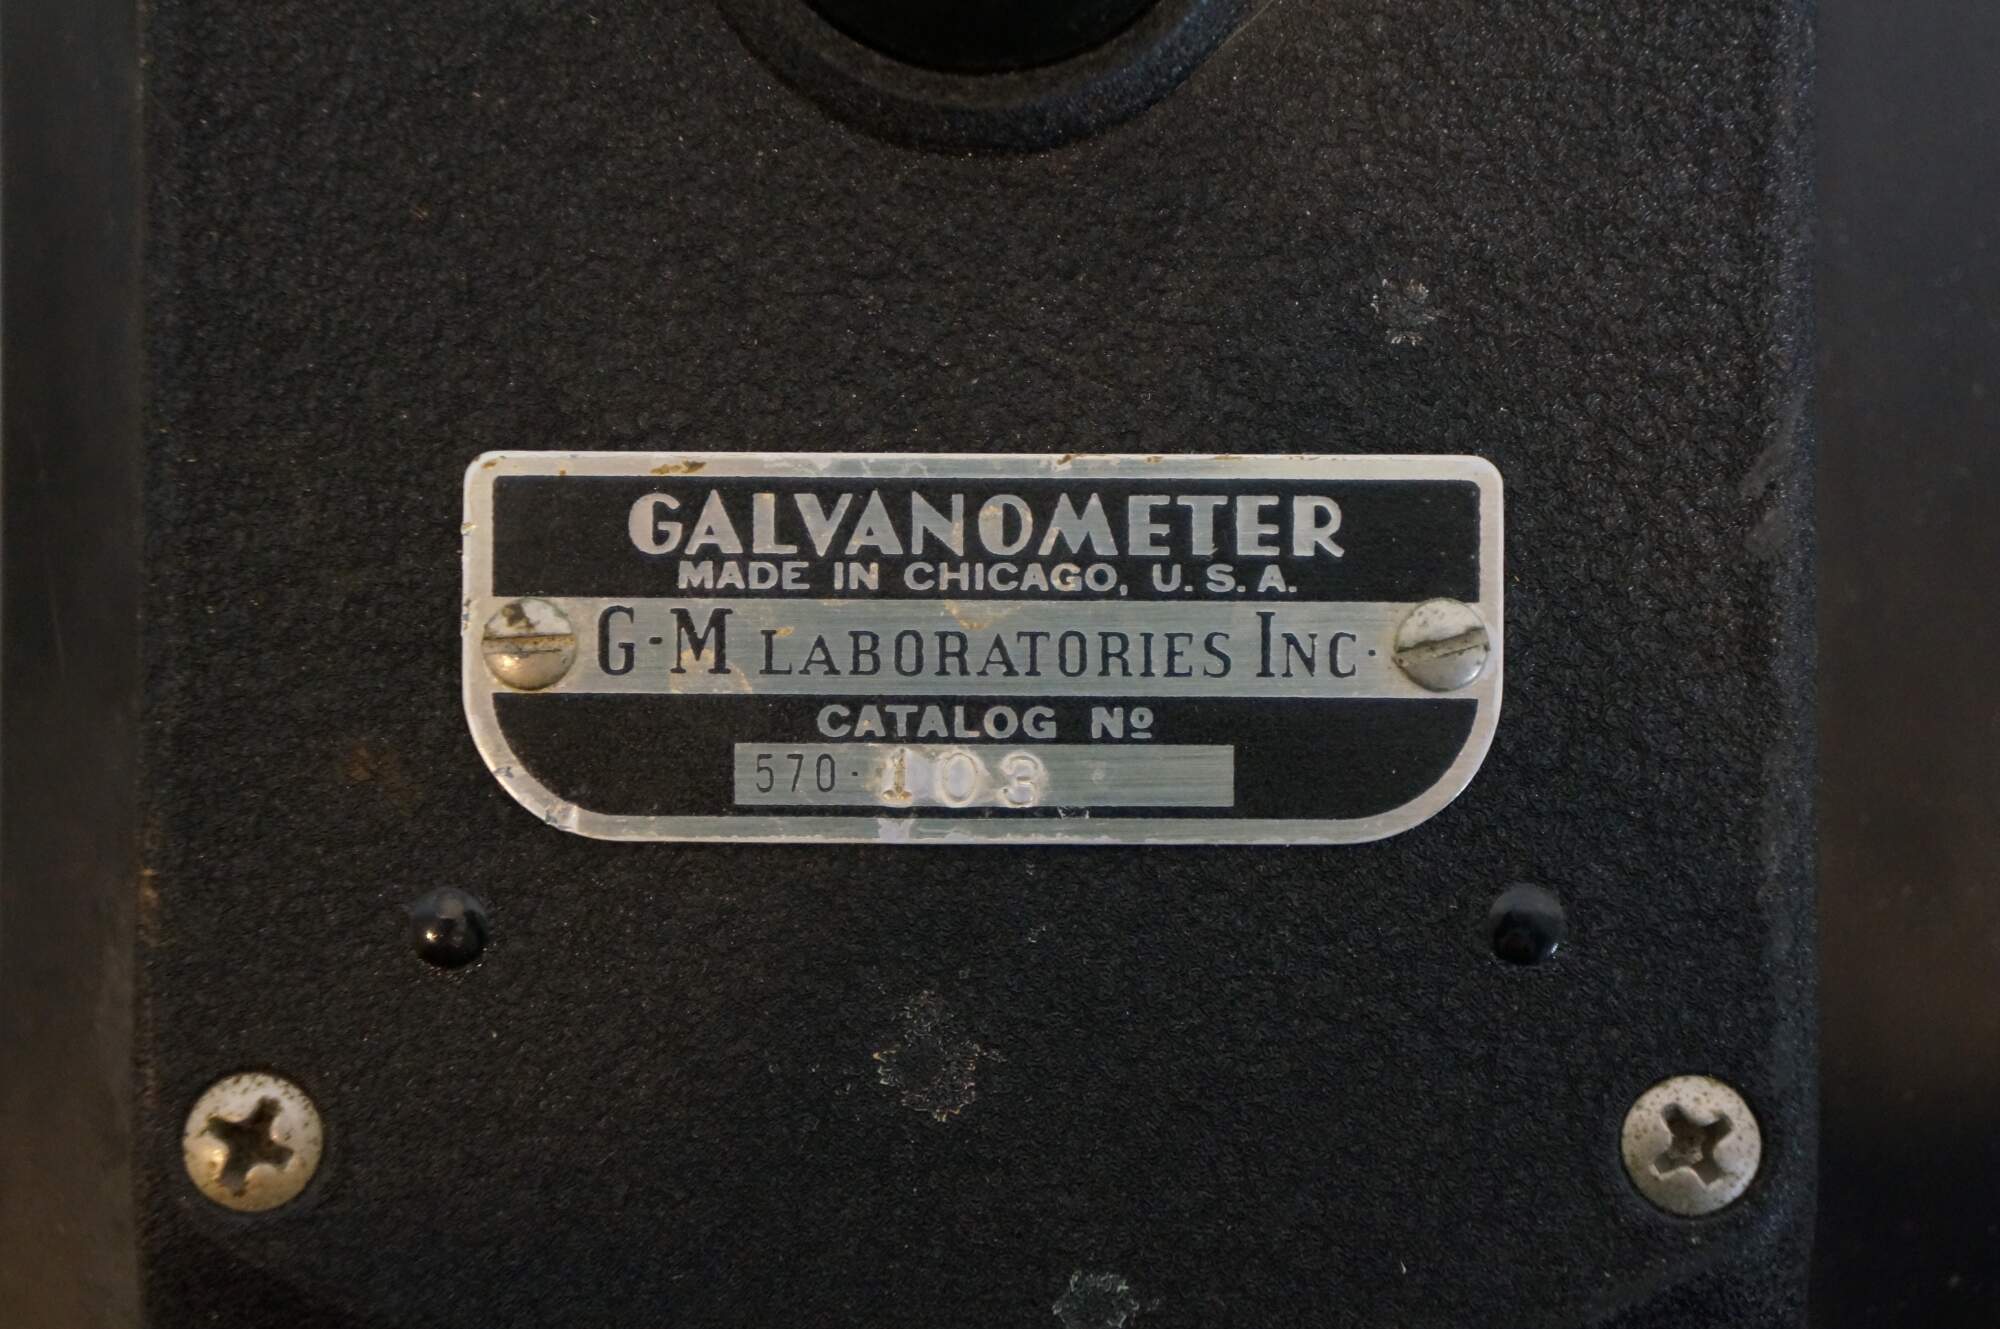 GALVANOMETER
MADE IN CHICAGO, U.S.A.
G-M LABORATORIES INC.
CATALOG Nº
570-103